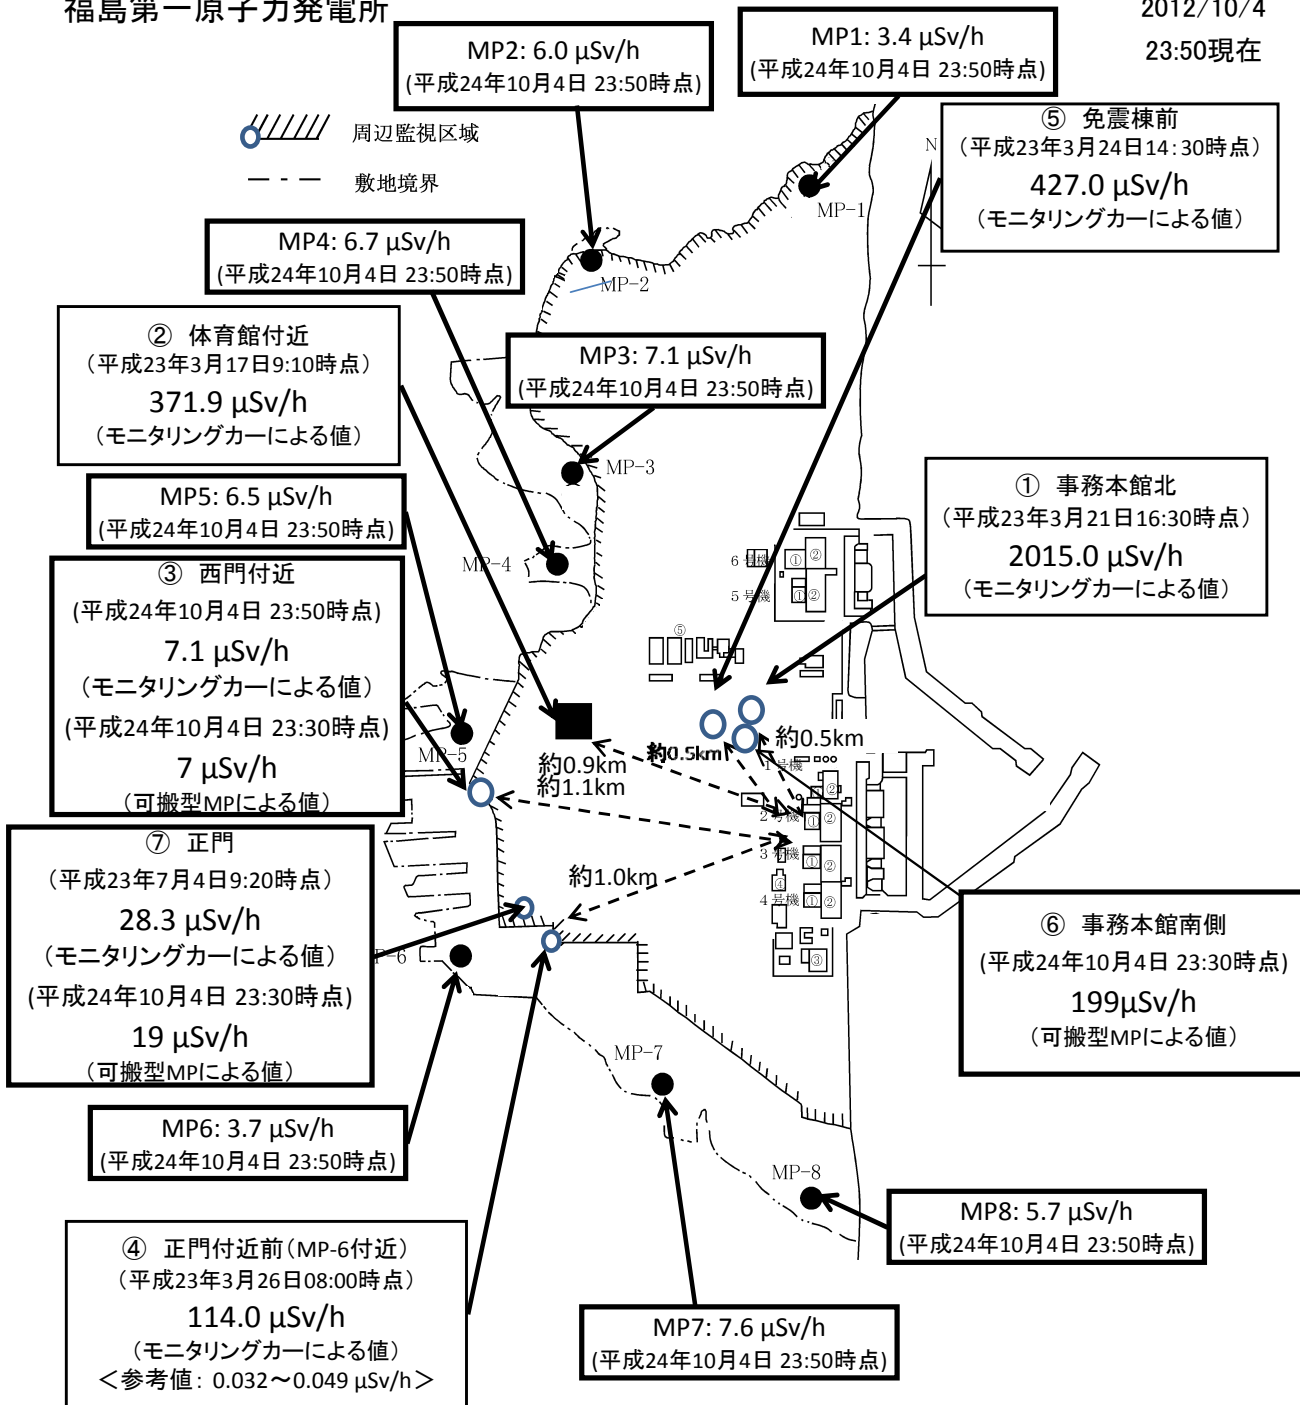 福島第一原子力発電所
2012/10/4
23:50現在
MP2: 6.0 μSv/h
(平成24年10月4日 23:50時点)
MP1: 3.4 μSv/h
(平成24年10月4日 23:50時点)
周辺監視区域
敷地境界
⑤ 免震棟前
(平成23年3月24日14:30時点)
427.0 μSv/h
(モニタリングカーによる値)
N
MP-1
MP4: 6.7 μSv/h
(平成24年10月4日 23:50時点)
MP-2
② 体育館付近
(平成23年3月17日9:10時点)
371.9 μSv/h
(モニタリングカーによる値)
MP3: 7.1 μSv/h
(平成24年10月4日 23:50時点)
MP-3
MP5: 6.5 μSv/h
(平成24年10月4日 23:50時点)
① 事務本館北
(平成23年3月21日16:30時点)
2015.0 μSv/h
(モニタリングカーによる値)
MP-4
6号機
① ②
5号機
① ②
③ 西門付近
(平成24年10月4日 23:50時点)
7.1 μSv/h
(モニタリングカーによる値)
(平成24年10月4日 23:30時点)
7 μSv/h
(可搬型MPによる値)
⑤
MP-5
約0.9km
約1.1km
約0.5km
約0.5km
1号機
②
2号機
① ②
3号機
① ②
④
4号機
① ②
③
約1.0km
⑦ 正門
(平成23年7月4日9:20時点)
28.3 μSv/h
(モニタリングカーによる値)
(平成24年10月4日 23:30時点)
19 μSv/h
(可搬型MPによる値)
P-6
⑥ 事務本館南側
(平成24年10月4日 23:30時点)
199μSv/h
(可搬型MPによる値)
MP-7
MP6: 3.7 μSv/h
(平成24年10月4日 23:50時点)
MP-8
MP8: 5.7 μSv/h
(平成24年10月4日 23:50時点)
④ 正門付近前(MP-6付近)
(平成23年3月26日08:00時点)
114.0 μSv/h
(モニタリングカーによる値)
<参考値: 0.032～0.049 μSv/h>
MP7: 7.6 μSv/h
(平成24年10月4日 23:50時点)